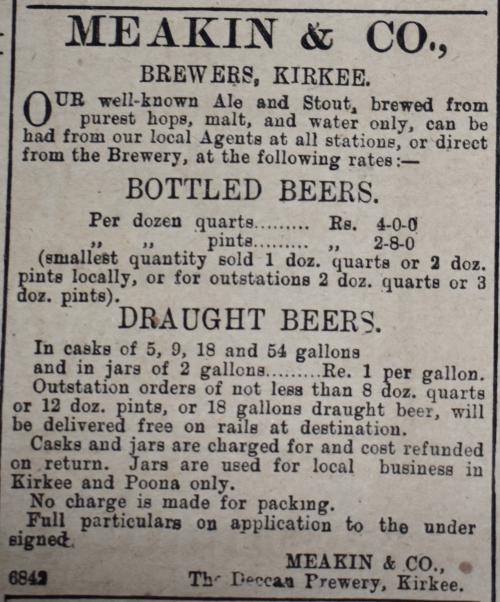 MEAKIN & CO.,
BREWERS, KIRKEE.
OUR well-known Ale and Stout, brewed from
purest hops, malt, and water only, can be
had from our local Agents at all stations, or direct
from the Brewery, at the following rates:—
BOTTLED BEERS.
Per dozen quarts......... Rs. 4-0-0
„ „ pints......... „ 2-8-0
(smallest quantity sold 1 doz. quarts or 2 doz.
pints locally, or for outstations 2 doz. quarts or 3
doz. pints).
DRAUGHT BEERS.
In casks of 5, 9, 18 and 54 gallons
and in jars of 2 gallons.........Re. 1 per gallon.
Outstation orders of not less than 8 doz. quarts
or 12 doz. pints, or 18 gallons draught beer, will
be delivered free on rails at destination.
Casks and jars are charged for and cost refunded
on return. Jars are used for local business in
Kirkee and Poona only.
No charge is made for packing.
Full particulars on application to the under
signed.
MEAKIN & CO.,
6842 The Deccan Prewery, Kirkee.